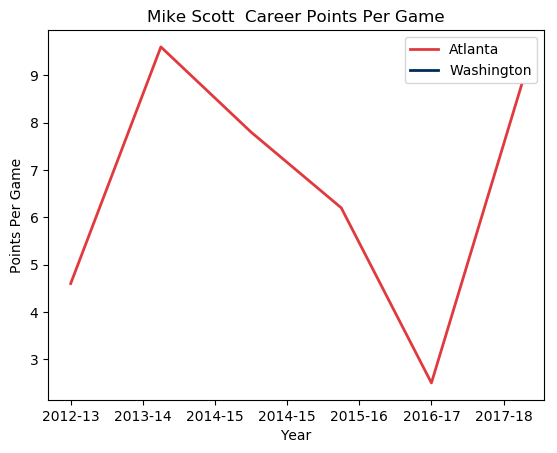 Mike Scott  Career Points Per Game
Atlanta
Washington
Points Per Game
9
8
7
6
5
4
3
2012-13 2013-14 2014-15 2014-15 2015-16 2016-17 2017-18
Year